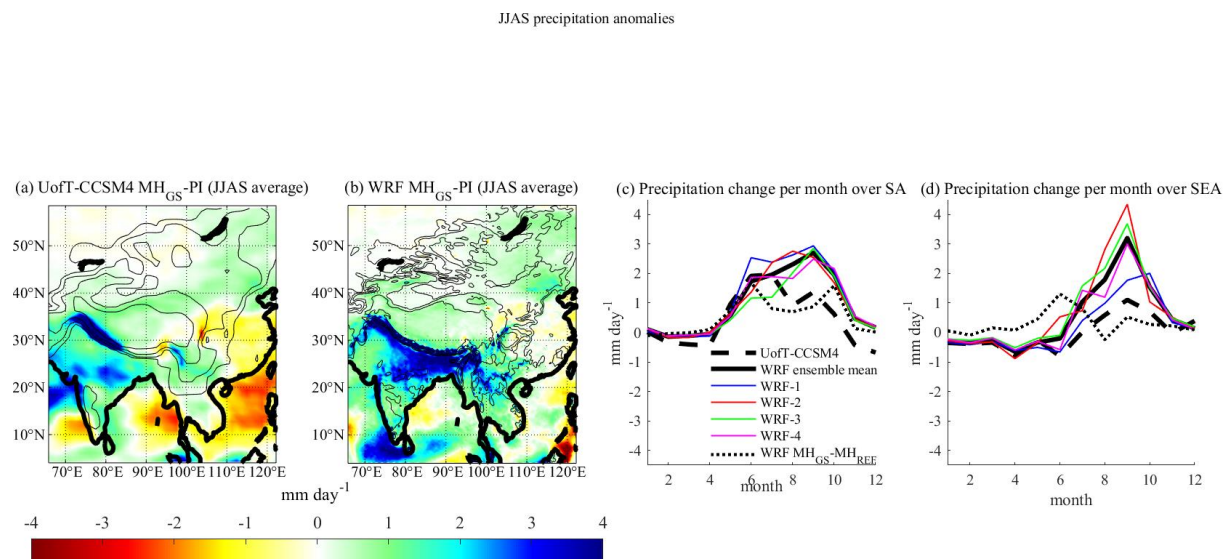 JJAS precipitation anomalies
(a) UofT-CCSM4 MH_GS-PI (JJAS average)
(b) WRF MH_GS-PI (JJAS average)
(c) Precipitation change per month over SA
(d) Precipitation change per month over SEA
50°N
40°N
30°N
20°N
10°N
70°E 80°E 90°E 100°E 110°E 120°E
50°N
40°N
30°N
20°N
10°N
70°E 80°E 90°E 100°E 110°E 120°E
mm day⁻¹
-4 -3 -2 -1 0 1 2 3 4
mm day⁻¹
4
3
2
1
0
-1
-2
-3
-4
UofT-CCSM4
WRF ensemble mean
WRF-1
WRF-2
WRF-3
WRF-4
WRF MH_GS-MH_REF
2 4 6 8 10 12
month
mm day⁻¹
4
3
2
1
0
-1
-2
-3
-4
2 4 6 8 10 12
month